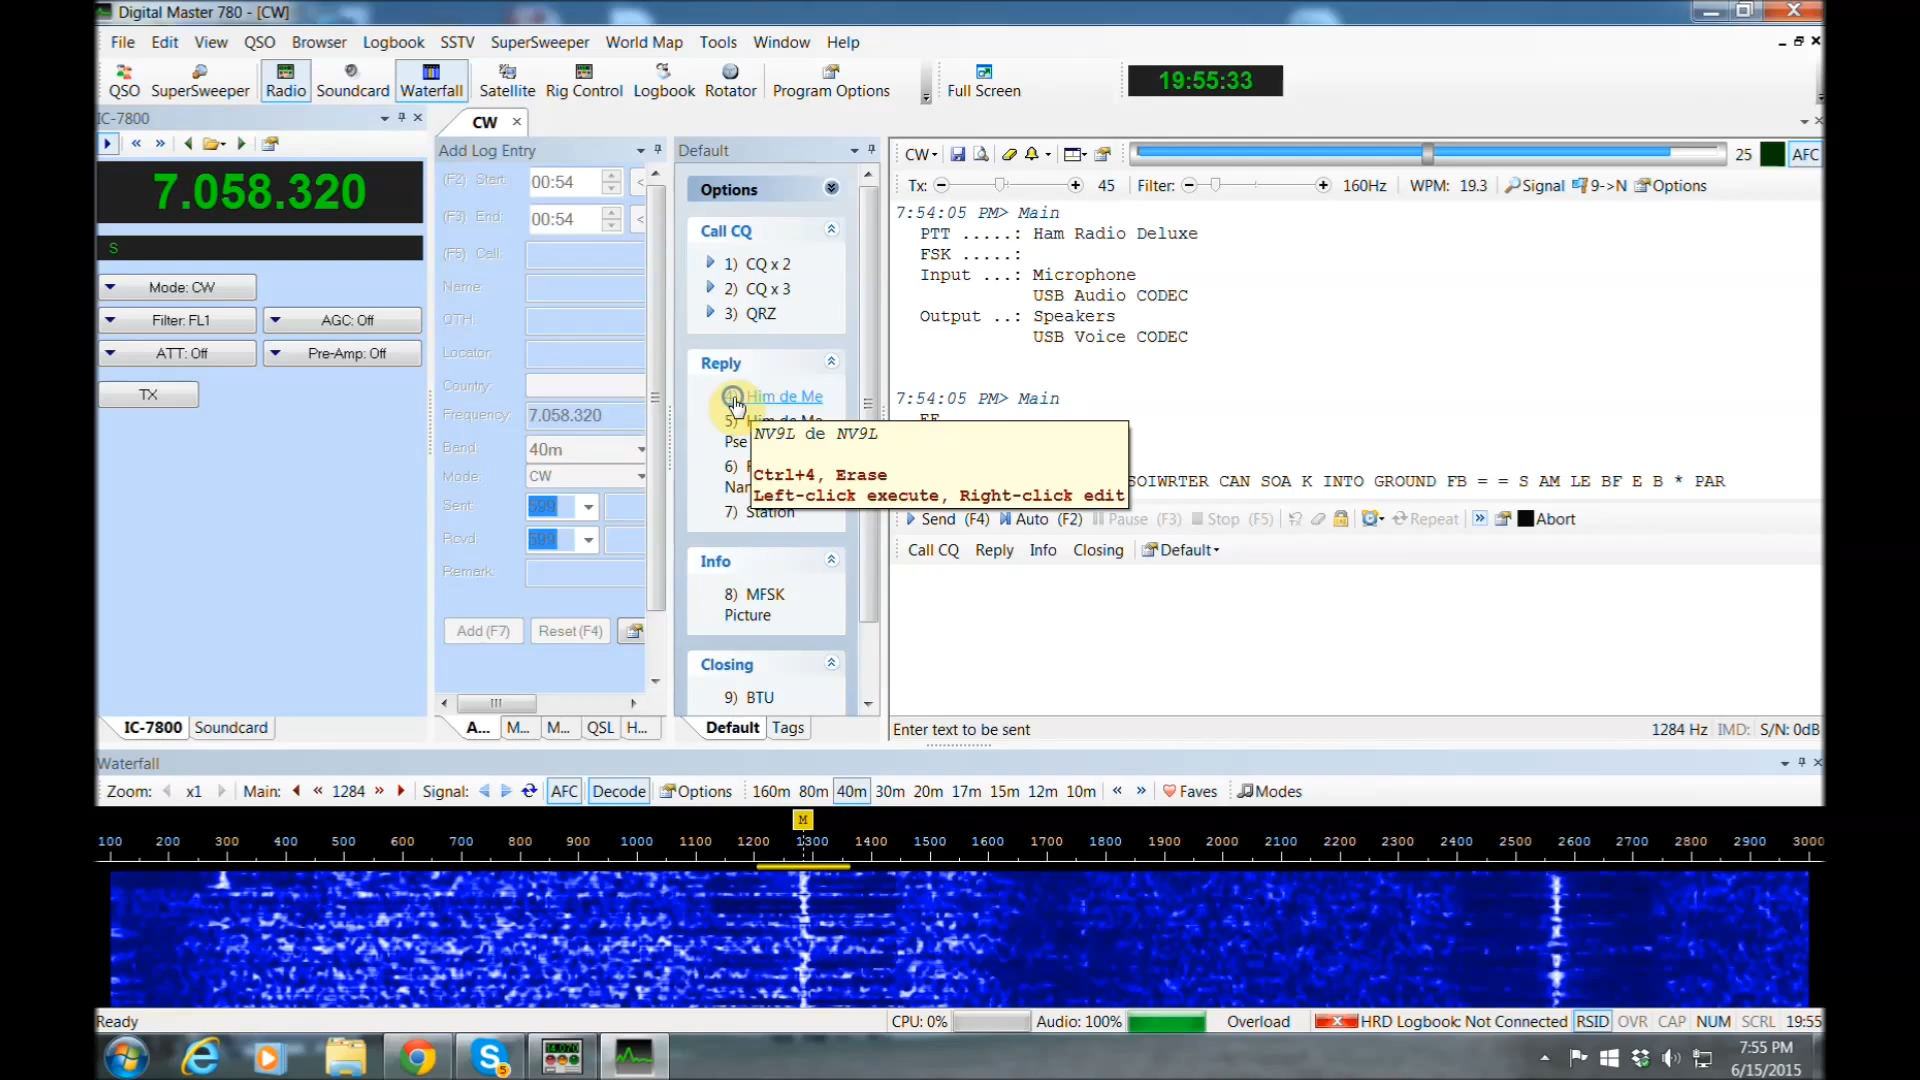 Digital Master 780 - [CW]
File Edit View QSO Browser Logbook SSTV SuperSweeper World Map Tools Window Help
QSO SuperSweeper Radio Soundcard Waterfall Satellite Rig Control Logbook Rotator Program Options Full Screen
19:55:33
IC-7800
7.058.320
S
Mode: CW
Filter: FL1 AGC: Off
ATT: Off Pre-Amp: Off
TX
IC-7800 Soundcard
CW
Add Log Entry
(F2) Start: 00:54
(F3) End: 00:54
(F5) Call:
Name:
QTH:
Locator:
Country:
Frequency: 7.058.320
Band: 40m
Mode: CW
Sent: 599
Rcvd: 599
Remark:
Add (F7) Reset (F4)
A... M... M... QSL H...
Default
Options
Call CQ
1) CQ x 2
2) CQ x 3
3) QRZ
Reply
4) Him de Me
5) Him de Me
Pse
6)
Nam
7) Station
Info
8) MFSK
Picture
Closing
9) BTU
Default Tags
NV9L de NV9L
Ctrl+4, Erase
Left-click execute, Right-click edit
CW 25 AFC
Tx: 45 Filter: 160Hz WPM: 19.3 Signal 9->N Options
7:54:05 PM> Main
PTT .....: Ham Radio Deluxe
FSK .....:
Input ...: Microphone
USB Audio CODEC
Output ..: Speakers
USB Voice CODEC
7:54:05 PM> Main
EE
SOIWRTER CAN SOA K INTO GROUND FB = = S AM LE BF E B * PAR
Send (F4) Auto (F2) Pause (F3) Stop (F5) Repeat Abort
Call CQ Reply Info Closing Default
Enter text to be sent 1284 Hz IMD: S/N: 0dB
Waterfall
Zoom: x1 Main: 1284 Signal: AFC Decode Options 160m 80m 40m 30m 20m 17m 15m 12m 10m Faves Modes
M
100 200 300 400 500 600 700 800 900 1000 1100 1200 1300 1400 1500 1600 1700 1800 1900 2000 2100 2200 2300 2400 2500 2600 2700 2800 2900 3000
Ready CPU: 0% Audio: 100% Overload HRD Logbook: Not Connected RSID OVR CAP NUM SCRL 19:55
14.070
5
7:55 PM
6/15/2015